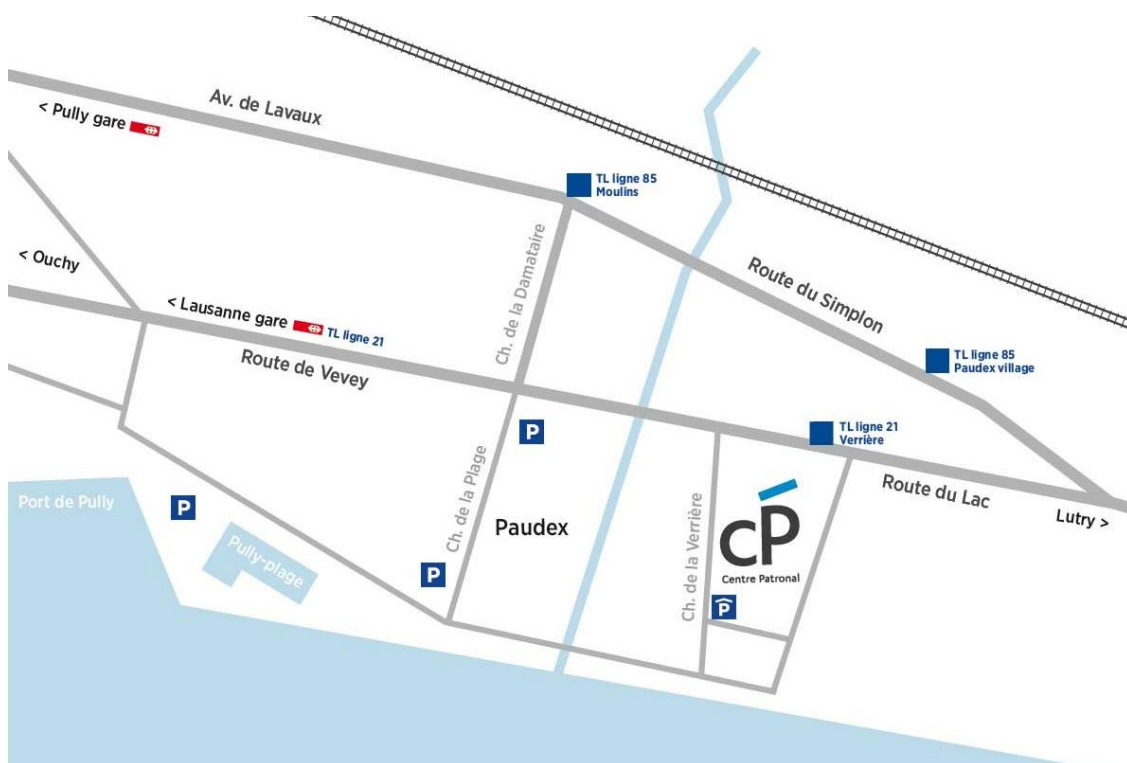 Av. de Lavaux
< Pully gare
TL ligne 85
Moulins
Ch. de la Damataire
Route du Simplon
< Ouchy
< Lausanne gare
TL ligne 21
Route de Vevey
TL ligne 85
Paudex village
P
TL ligne 21
Verrière
Route du Lac
Lutry >
Port de Pully
P
Pully-plage
Ch. de la Plage
Paudex
P
Ch. de la Verrière
cP
Centre Patronal
P